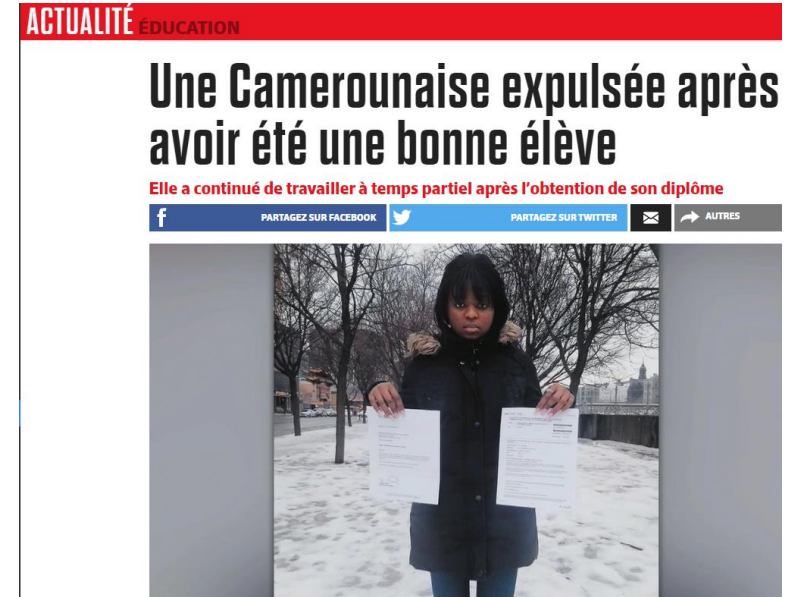 ACTUALITÉ ÉDUCATION
Une Camerounaise expulsée après
avoir été une bonne élève
Elle a continué de travailler à temps partiel après l'obtention de son diplôme
f PARTAGEZ SUR FACEBOOK PARTAGEZ SUR TWITTER AUTRES